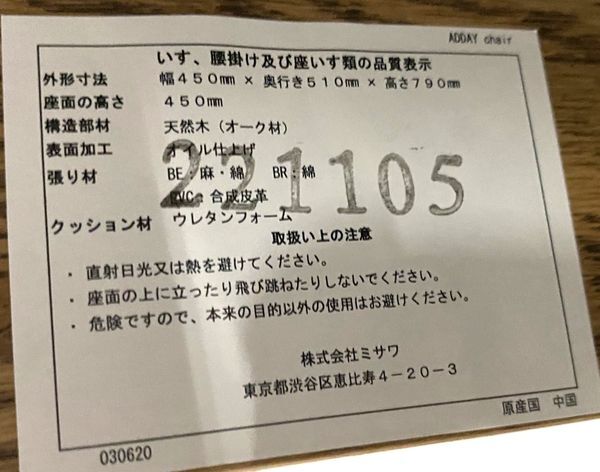 ADDAY chair
いす、腰掛け及び座いす類の品質表示
外形寸法 幅４５０㎜ × 奥行き５１０㎜ × 高さ７９０㎜
座面の高さ ４５０㎜
構造部材 天然木（オーク材）
表面加工 オイル仕上げ
張り材 BE：麻・綿 BR：綿
PVC：合成皮革
221105
クッション材 ウレタンフォーム
取扱い上の注意
・直射日光又は熱を避けてください。
・座面の上に立ったり飛び跳ねたりしないでください。
・危険ですので、本来の目的以外の使用はお避けください。
株式会社ミサワ
東京都渋谷区恵比寿４－２０－３
原産国 中国
030620